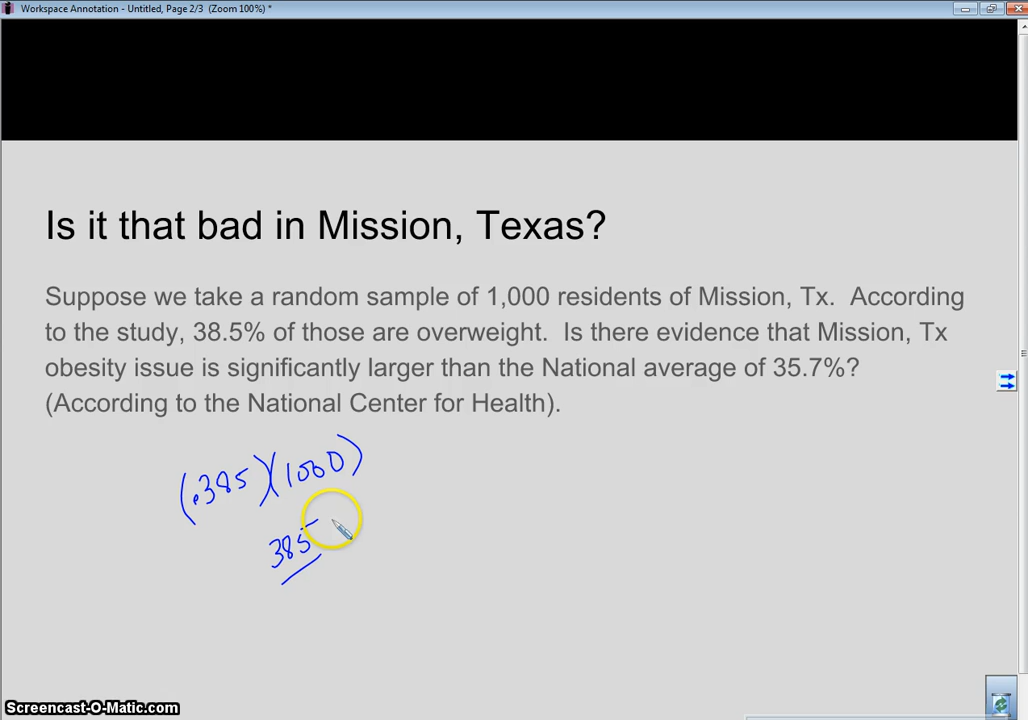 Workspace Annotation - Untitled, Page 2/3 (Zoom 100%) *
Is it that bad in Mission, Texas?
Suppose we take a random sample of 1,000 residents of Mission, Tx. According
to the study, 38.5% of those are overweight. Is there evidence that Mission, Tx
obesity issue is significantly larger than the National average of 35.7%?
(According to the National Center for Health).
(.385)(1000)
385
Screencast-O-Matic.com